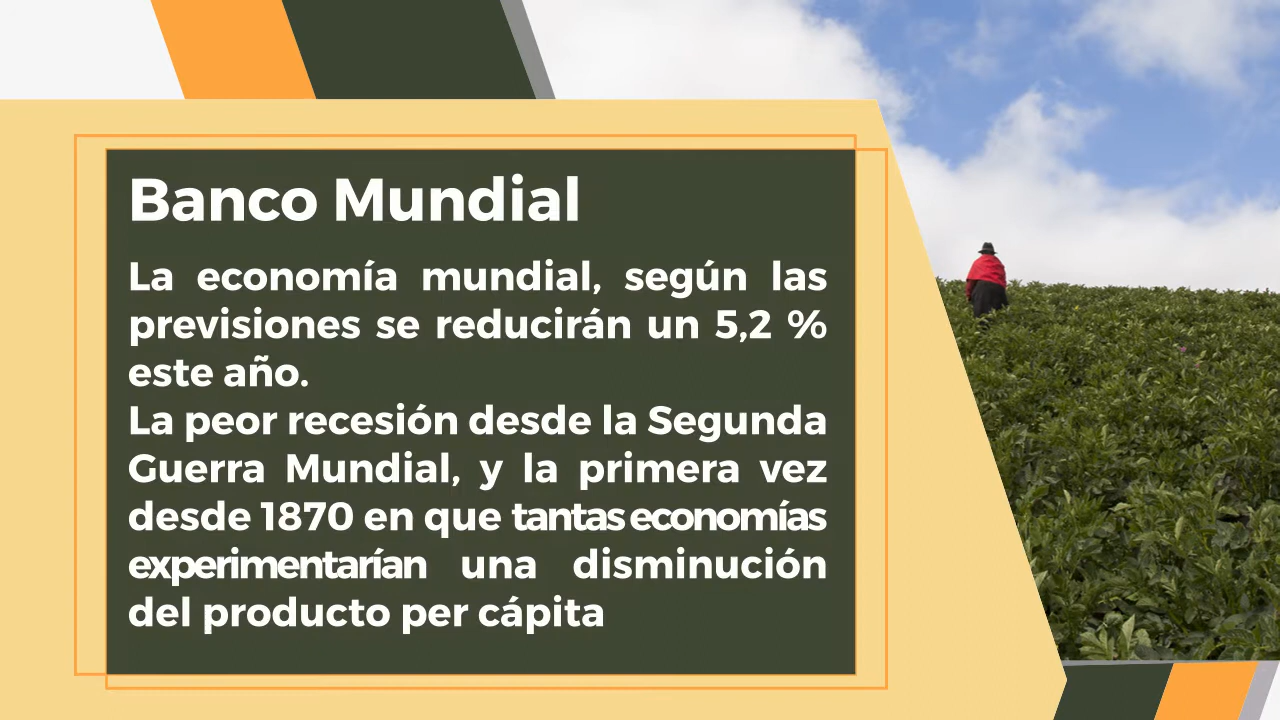 Banco Mundial
La economía mundial, según las
previsiones se reducirán un 5,2 %
este año.
La peor recesión desde la Segunda
Guerra Mundial, y la primera vez
desde 1870 en que tantas economías
experimentarían una disminución
del producto per cápita